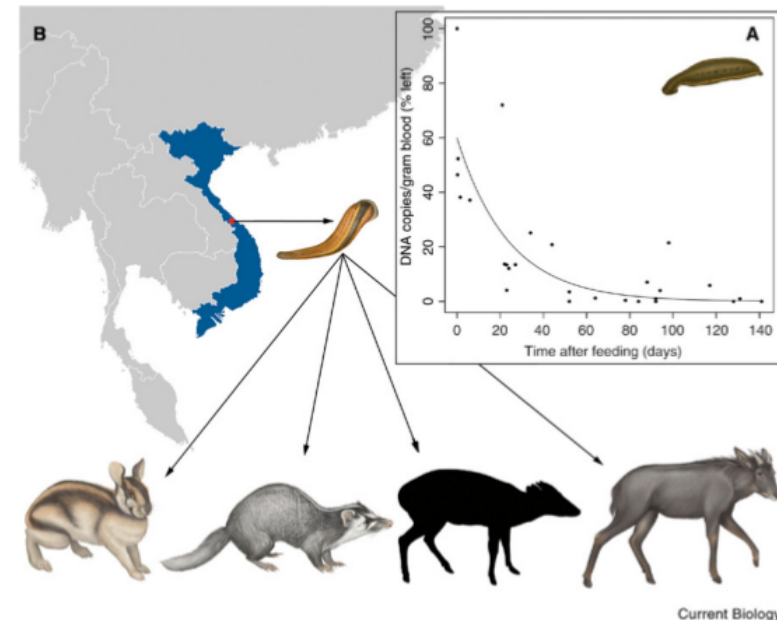 B
A
DNA copies/gram blood (% left)
100
80
60
40
20
0
0 20 40 60 80 100 120 140
Time after feeding (days)
Current Biology